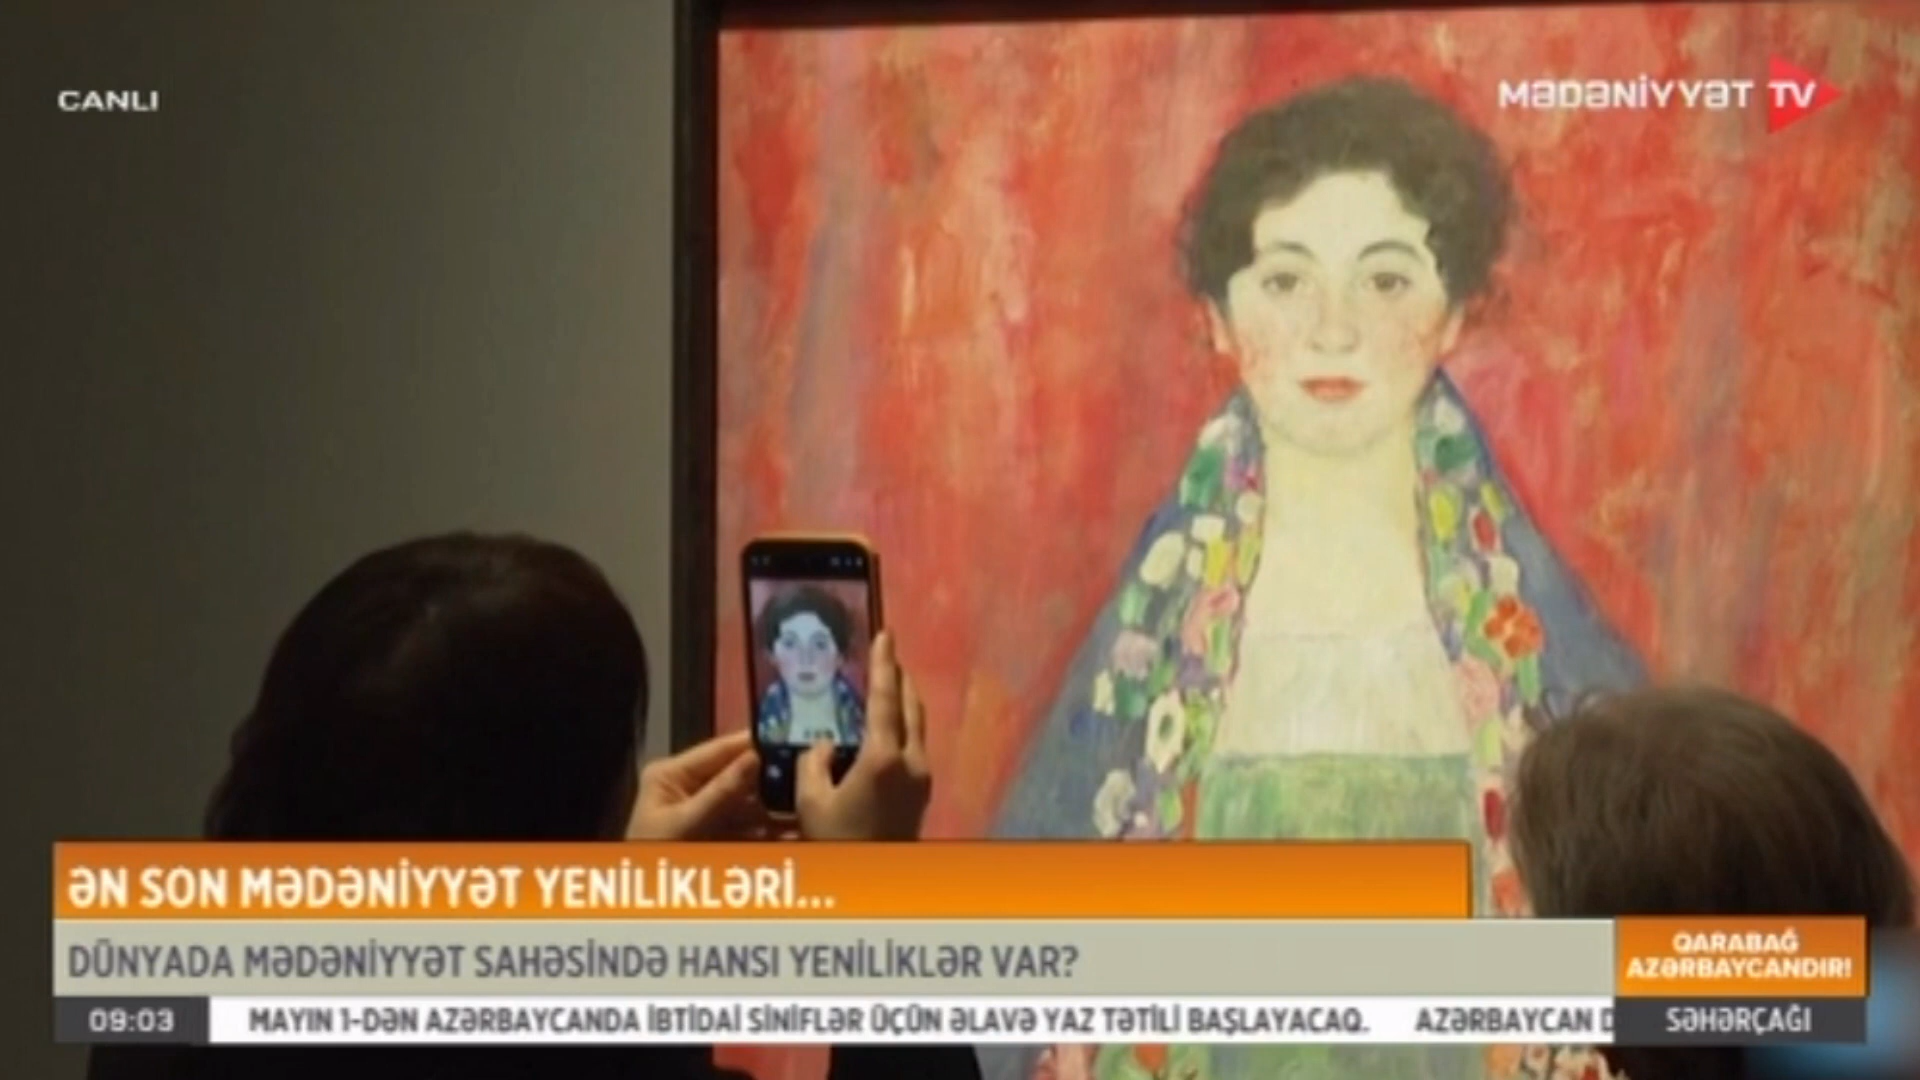 CANLI
MƏDƏNİYYƏT TV
ƏN SON MƏDƏNİYYƏT YENİLİKLƏRİ...
DÜNYADA MƏDƏNİYYƏT SAHƏSİNDƏ HANSI YENİLİKLƏR VAR?
QARABAĞ
AZƏRBAYCANDIR!
09:03
MAYIN 1-DƏN AZƏRBAYCANDA İBTİDAİ SİNİFLƏR ÜÇÜN ƏLAVƏ YAZ TƏTİLİ BAŞLAYACAQ. AZƏRBAYCAN D
SƏHƏRÇAĞI